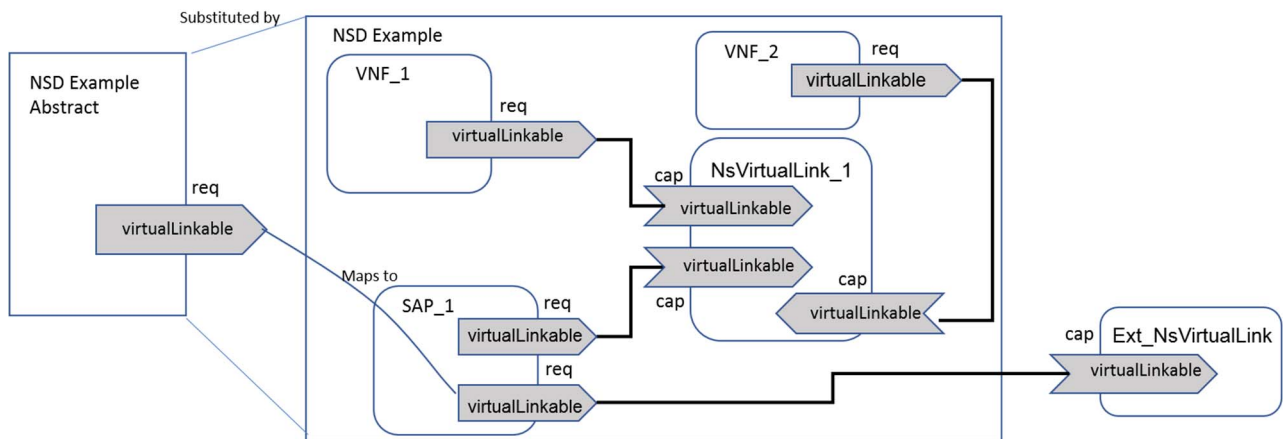 Substituted by
NSD Example
Abstract
req
virtualLinkable
NSD Example
VNF_1
req
virtualLinkable
VNF_2
req
virtualLinkable
NsVirtualLink_1
cap
virtualLinkable
virtualLinkable
cap
cap
virtualLinkable
Maps to
SAP_1
req
virtualLinkable
req
virtualLinkable
cap
Ext_NsVirtualLink
virtualLinkable